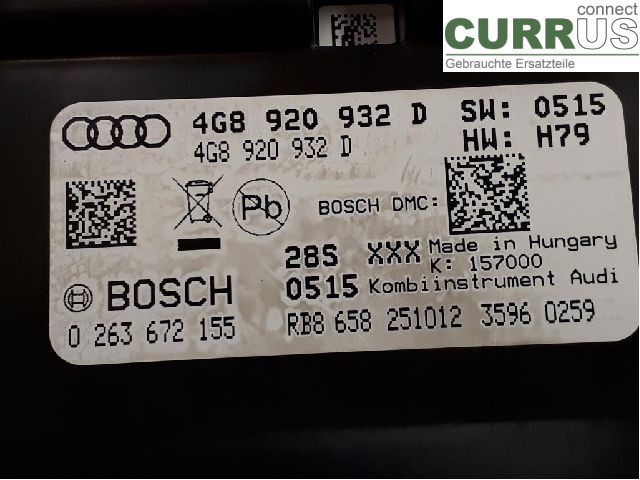 connect
CURRUS
Gebrauchte Ersatzteile
4G8 920 932 D SW: 0515
4G8 920 932 D HW: H79
Pb BOSCH DMC:
28S XXX Made in Hungary
K: 157000
BOSCH 0515 Kombiinstrument Audi
0 263 672 155 RB8 658 251012 3596 0259